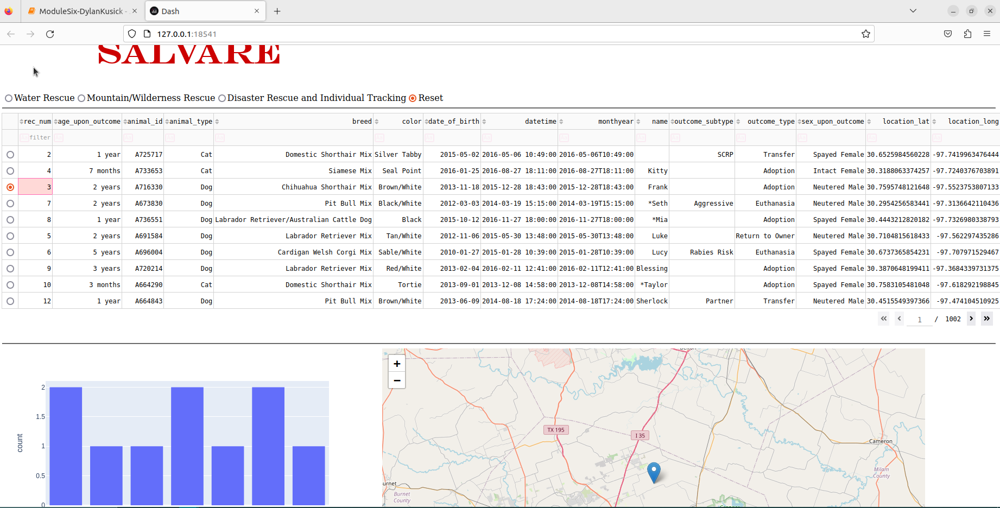 ModuleSix-DylanKusick -
Dash
127.0.0.1:18541
SALVARE
Water Rescue Mountain/Wilderness Rescue Disaster Rescue and Individual Tracking Reset
rec_num age_upon_outcome animal_id animal_type breed color date_of_birth datetime monthyear name outcome_subtype outcome_type sex_upon_outcome location_lat location_long
Aa filter Aa Aa Aa Aa Aa Aa Aa Aa Aa Aa Aa Aa Aa Aa
2 1 year A725717 Cat Domestic Shorthair Mix Silver Tabby 2015-05-02 2016-05-06 10:49:00 2016-05-06T10:49:00 SCRP Transfer Spayed Female 30.6525984560228 -97.7419963476444
4 7 months A733653 Cat Siamese Mix Seal Point 2016-01-25 2016-08-27 18:11:00 2016-08-27T18:11:00 Kitty Adoption Intact Female 30.3188063374257 -97.7240376703891
3 2 years A716330 Dog Chihuahua Shorthair Mix Brown/White 2013-11-18 2015-12-28 18:43:00 2015-12-28T18:43:00 Frank Adoption Neutered Male 30.7595748121648 -97.5523753807133
7 2 years A673830 Dog Pit Bull Mix Black/White 2012-03-03 2014-03-19 15:15:00 2014-03-19T15:15:00 *Seth Aggressive Euthanasia Neutered Male 30.2954256583441 -97.3136642110436
8 1 year A736551 Dog Labrador Retriever/Australian Cattle Dog Black 2015-10-12 2016-11-27 18:00:00 2016-11-27T18:00:00 *Mia Adoption Spayed Female 30.4443212820182 -97.7326980338793
5 2 years A691584 Dog Labrador Retriever Mix Tan/White 2012-11-06 2015-05-30 13:48:00 2015-05-30T13:48:00 Luke Return to Owner Neutered Male 30.7104815618433 -97.562297435286
6 5 years A696004 Dog Cardigan Welsh Corgi Mix Sable/White 2010-01-27 2015-01-28 10:39:00 2015-01-28T10:39:00 Lucy Rabies Risk Euthanasia Spayed Female 30.6737365854231 -97.707971529467
9 3 years A720214 Dog Labrador Retriever Mix Red/White 2013-02-04 2016-02-11 12:41:00 2016-02-11T12:41:00 Blessing Adoption Spayed Female 30.3870648199411 -97.3684339731375
10 3 months A664290 Cat Domestic Shorthair Mix Tortie 2013-09-01 2013-12-08 14:58:00 2013-12-08T14:58:00 *Taylor Adoption Spayed Female 30.7583105481048 -97.618292198845
12 1 year A664843 Dog Pit Bull Mix Brown/White 2013-06-09 2014-08-18 17:24:00 2014-08-18T17:24:00 Sherlock Partner Transfer Neutered Male 30.4515549397366 -97.474104510925
1 / 1002
count
2
1.5
1
0.5
0
+
−
TX 195
I 35
Cameron
Milam
County
urnet
Burnet
County